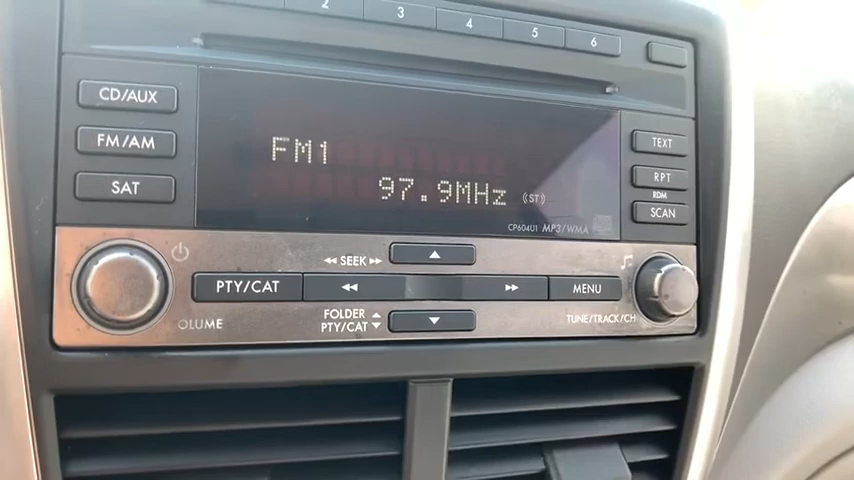 2 3 4 5 6
CD/AUX
FM/AM
SAT
FM1
97.9MHz ((ST))
CP604U1 MP3/WMA
TEXT
RPT
RDM
SCAN
SEEK
PTY/CAT
MENU
FOLDER
PTY/CAT
OLUME
TUNE/TRACK/CH